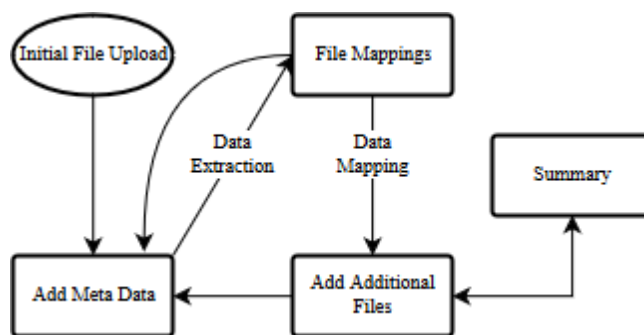 Initial File Upload
File Mappings
Data
Extraction
Data
Mapping
Summary
Add Meta Data
Add Additional
Files